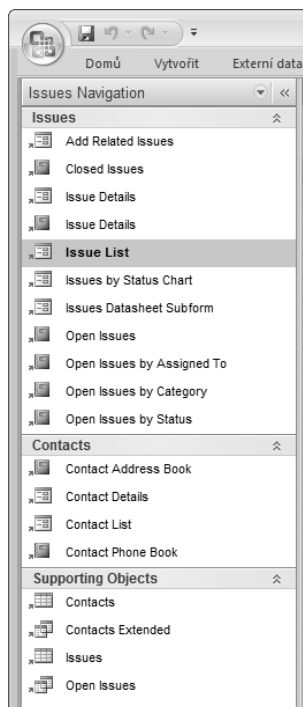 Domů Vytvořit Externí data
Issues Navigation
Issues
Add Related Issues
Closed Issues
Issue Details
Issue Details
Issue List
Issues by Status Chart
Issues Datasheet Subform
Open Issues
Open Issues by Assigned To
Open Issues by Category
Open Issues by Status
Contacts
Contact Address Book
Contact Details
Contact List
Contact Phone Book
Supporting Objects
Contacts
Contacts Extended
Issues
Open Issues